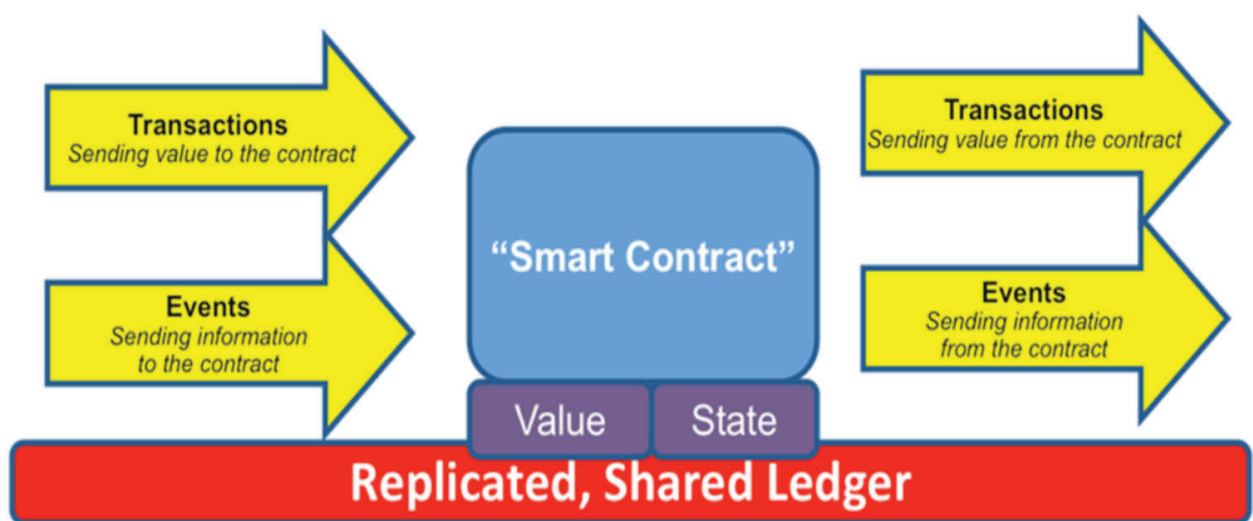 Transactions
Sending value to the contract
Events
Sending information
to the contract
“Smart Contract”
Value
State
Transactions
Sending value from the contract
Events
Sending information
from the contract
Replicated, Shared Ledger